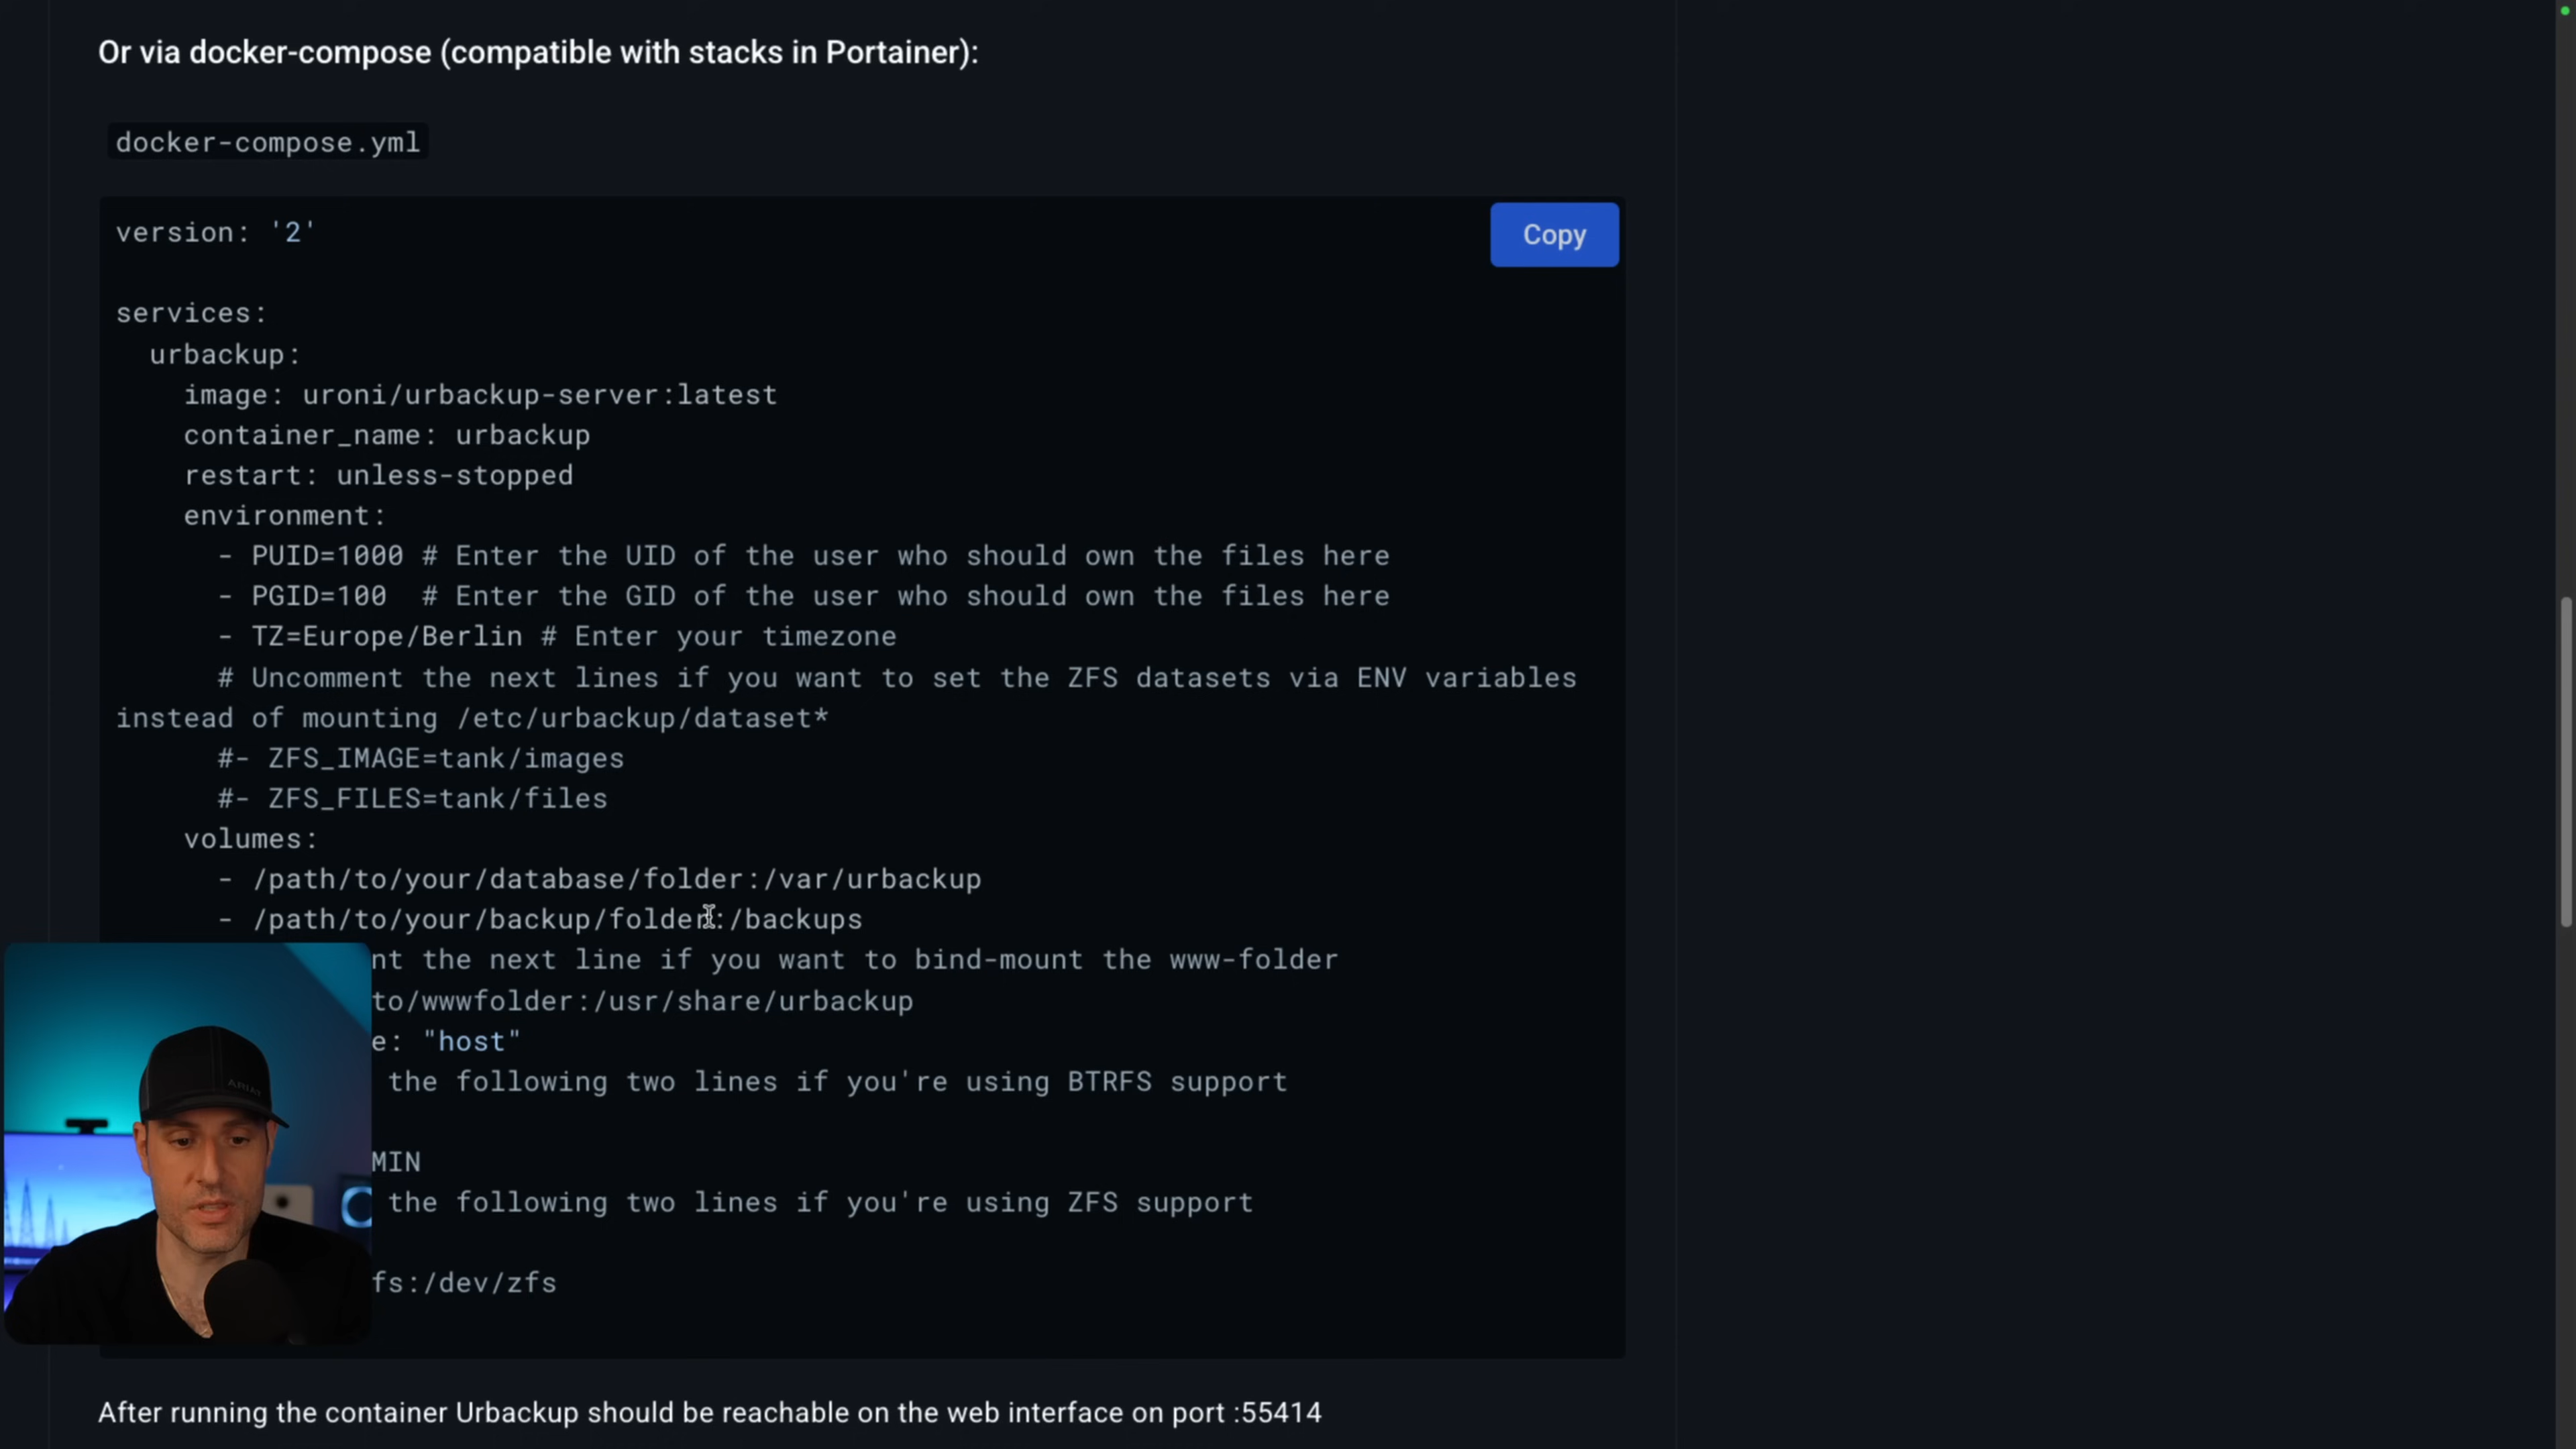 Or via docker-compose (compatible with stacks in Portainer):
docker-compose.yml
Copy
version: '2'
services:
urbackup:
image: uroni/urbackup-server:latest
container_name: urbackup
restart: unless-stopped
environment:
- PUID=1000 # Enter the UID of the user who should own the files here
- PGID=100 # Enter the GID of the user who should own the files here
- TZ=Europe/Berlin # Enter your timezone
# Uncomment the next lines if you want to set the ZFS datasets via ENV variables
instead of mounting /etc/urbackup/dataset*
#- ZFS_IMAGE=tank/images
#- ZFS_FILES=tank/files
volumes:
- /path/to/your/database/folder:/var/urbackup
- /path/to/your/backup/folder:/backups
nt the next line if you want to bind-mount the www-folder
to/wwwfolder:/usr/share/urbackup
e: "host"
the following two lines if you're using BTRFS support
MIN
the following two lines if you're using ZFS support
fs:/dev/zfs
After running the container Urbackup should be reachable on the web interface on port :55414